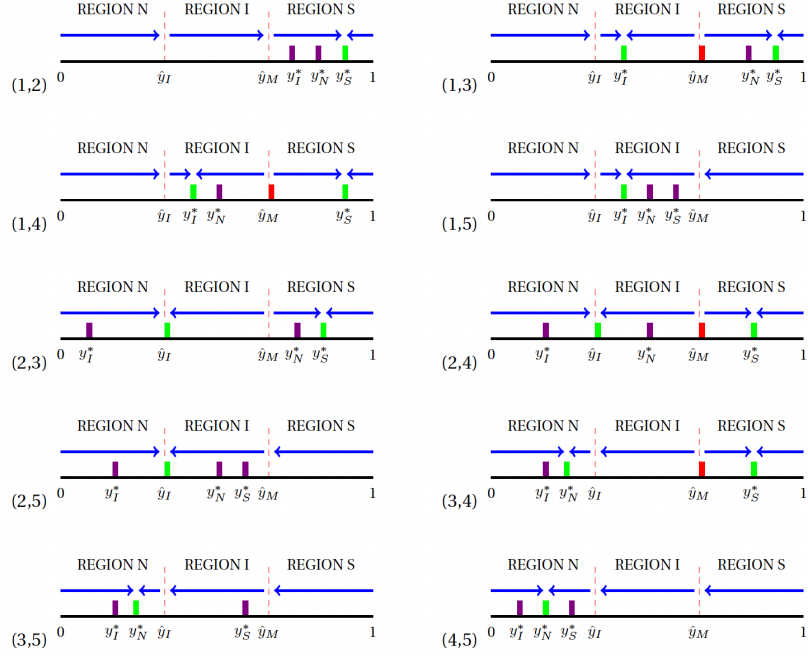 REGION N REGION I REGION S REGION N REGION I REGION S
(1,2) 0 ŷ_I ŷ_M y*_I y*_N y*_S 1 (1,3) 0 ŷ_I y*_I ŷ_M y*_N y*_S 1
REGION N REGION I REGION S REGION N REGION I REGION S
(1,4) 0 ŷ_I y*_I y*_N ŷ_M y*_S 1 (1,5) 0 ŷ_I y*_I y*_N y*_S ŷ_M 1
REGION N REGION I REGION S REGION N REGION I REGION S
(2,3) 0 y*_I ŷ_I ŷ_M y*_N y*_S 1 (2,4) 0 y*_I ŷ_I y*_N ŷ_M y*_S 1
REGION N REGION I REGION S REGION N REGION I REGION S
(2,5) 0 y*_I ŷ_I y*_N y*_S ŷ_M 1 (3,4) 0 y*_I y*_N ŷ_I ŷ_M y*_S 1
REGION N REGION I REGION S REGION N REGION I REGION S
(3,5) 0 y*_I y*_N ŷ_I y*_S ŷ_M 1 (4,5) 0 y*_I y*_N y*_S ŷ_I ŷ_M 1